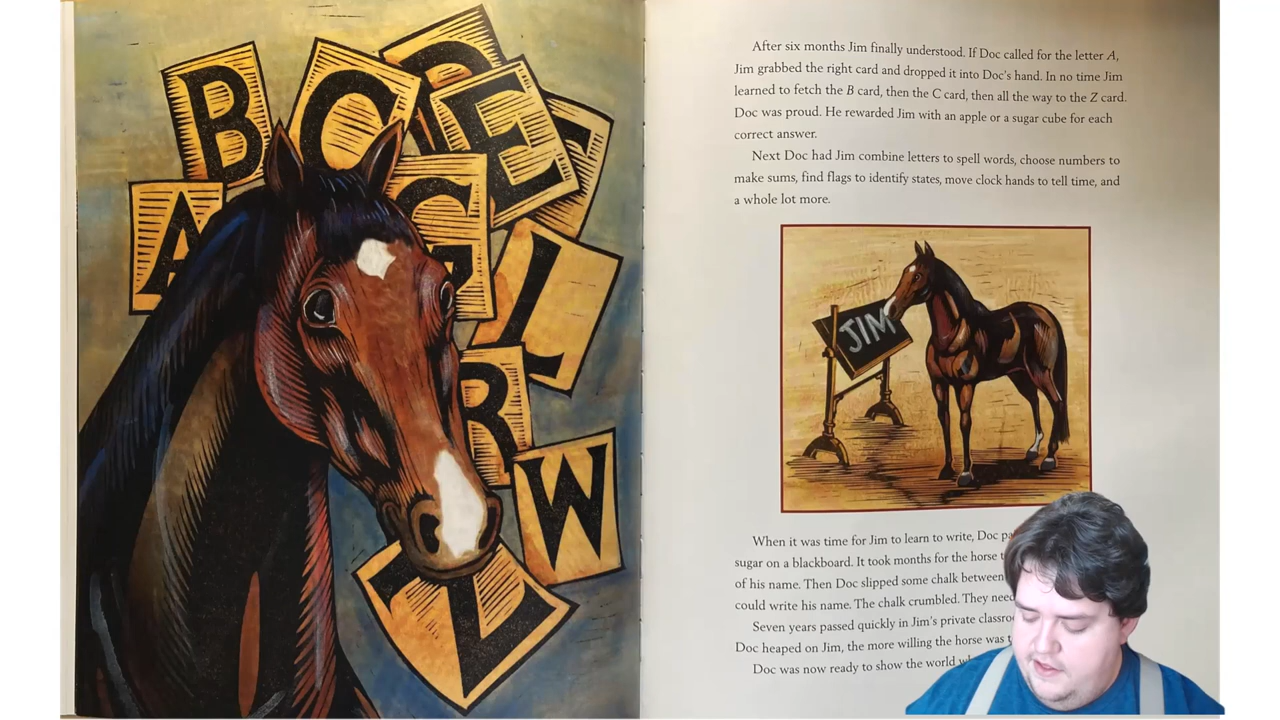 B
C
D
E
F
A
G
I
R
W
Z
After six months Jim finally understood. If Doc called for the letter A,
Jim grabbed the right card and dropped it into Doc's hand. In no time Jim
learned to fetch the B card, then the C card, then all the way to the Z card.
Doc was proud. He rewarded Jim with an apple or a sugar cube for each
correct answer.
Next Doc had Jim combine letters to spell words, choose numbers to
make sums, find flags to identify states, move clock hands to tell time, and
a whole lot more.
JIM
When it was time for Jim to learn to write, Doc
sugar on a blackboard. It took months for the horse
of his name. Then Doc slipped some chalk between
could write his name. The chalk crumbled. They
Seven years passed quickly in Jim's private
Doc heaped on Jim, the more willing the horse was
Doc was now ready to show the world